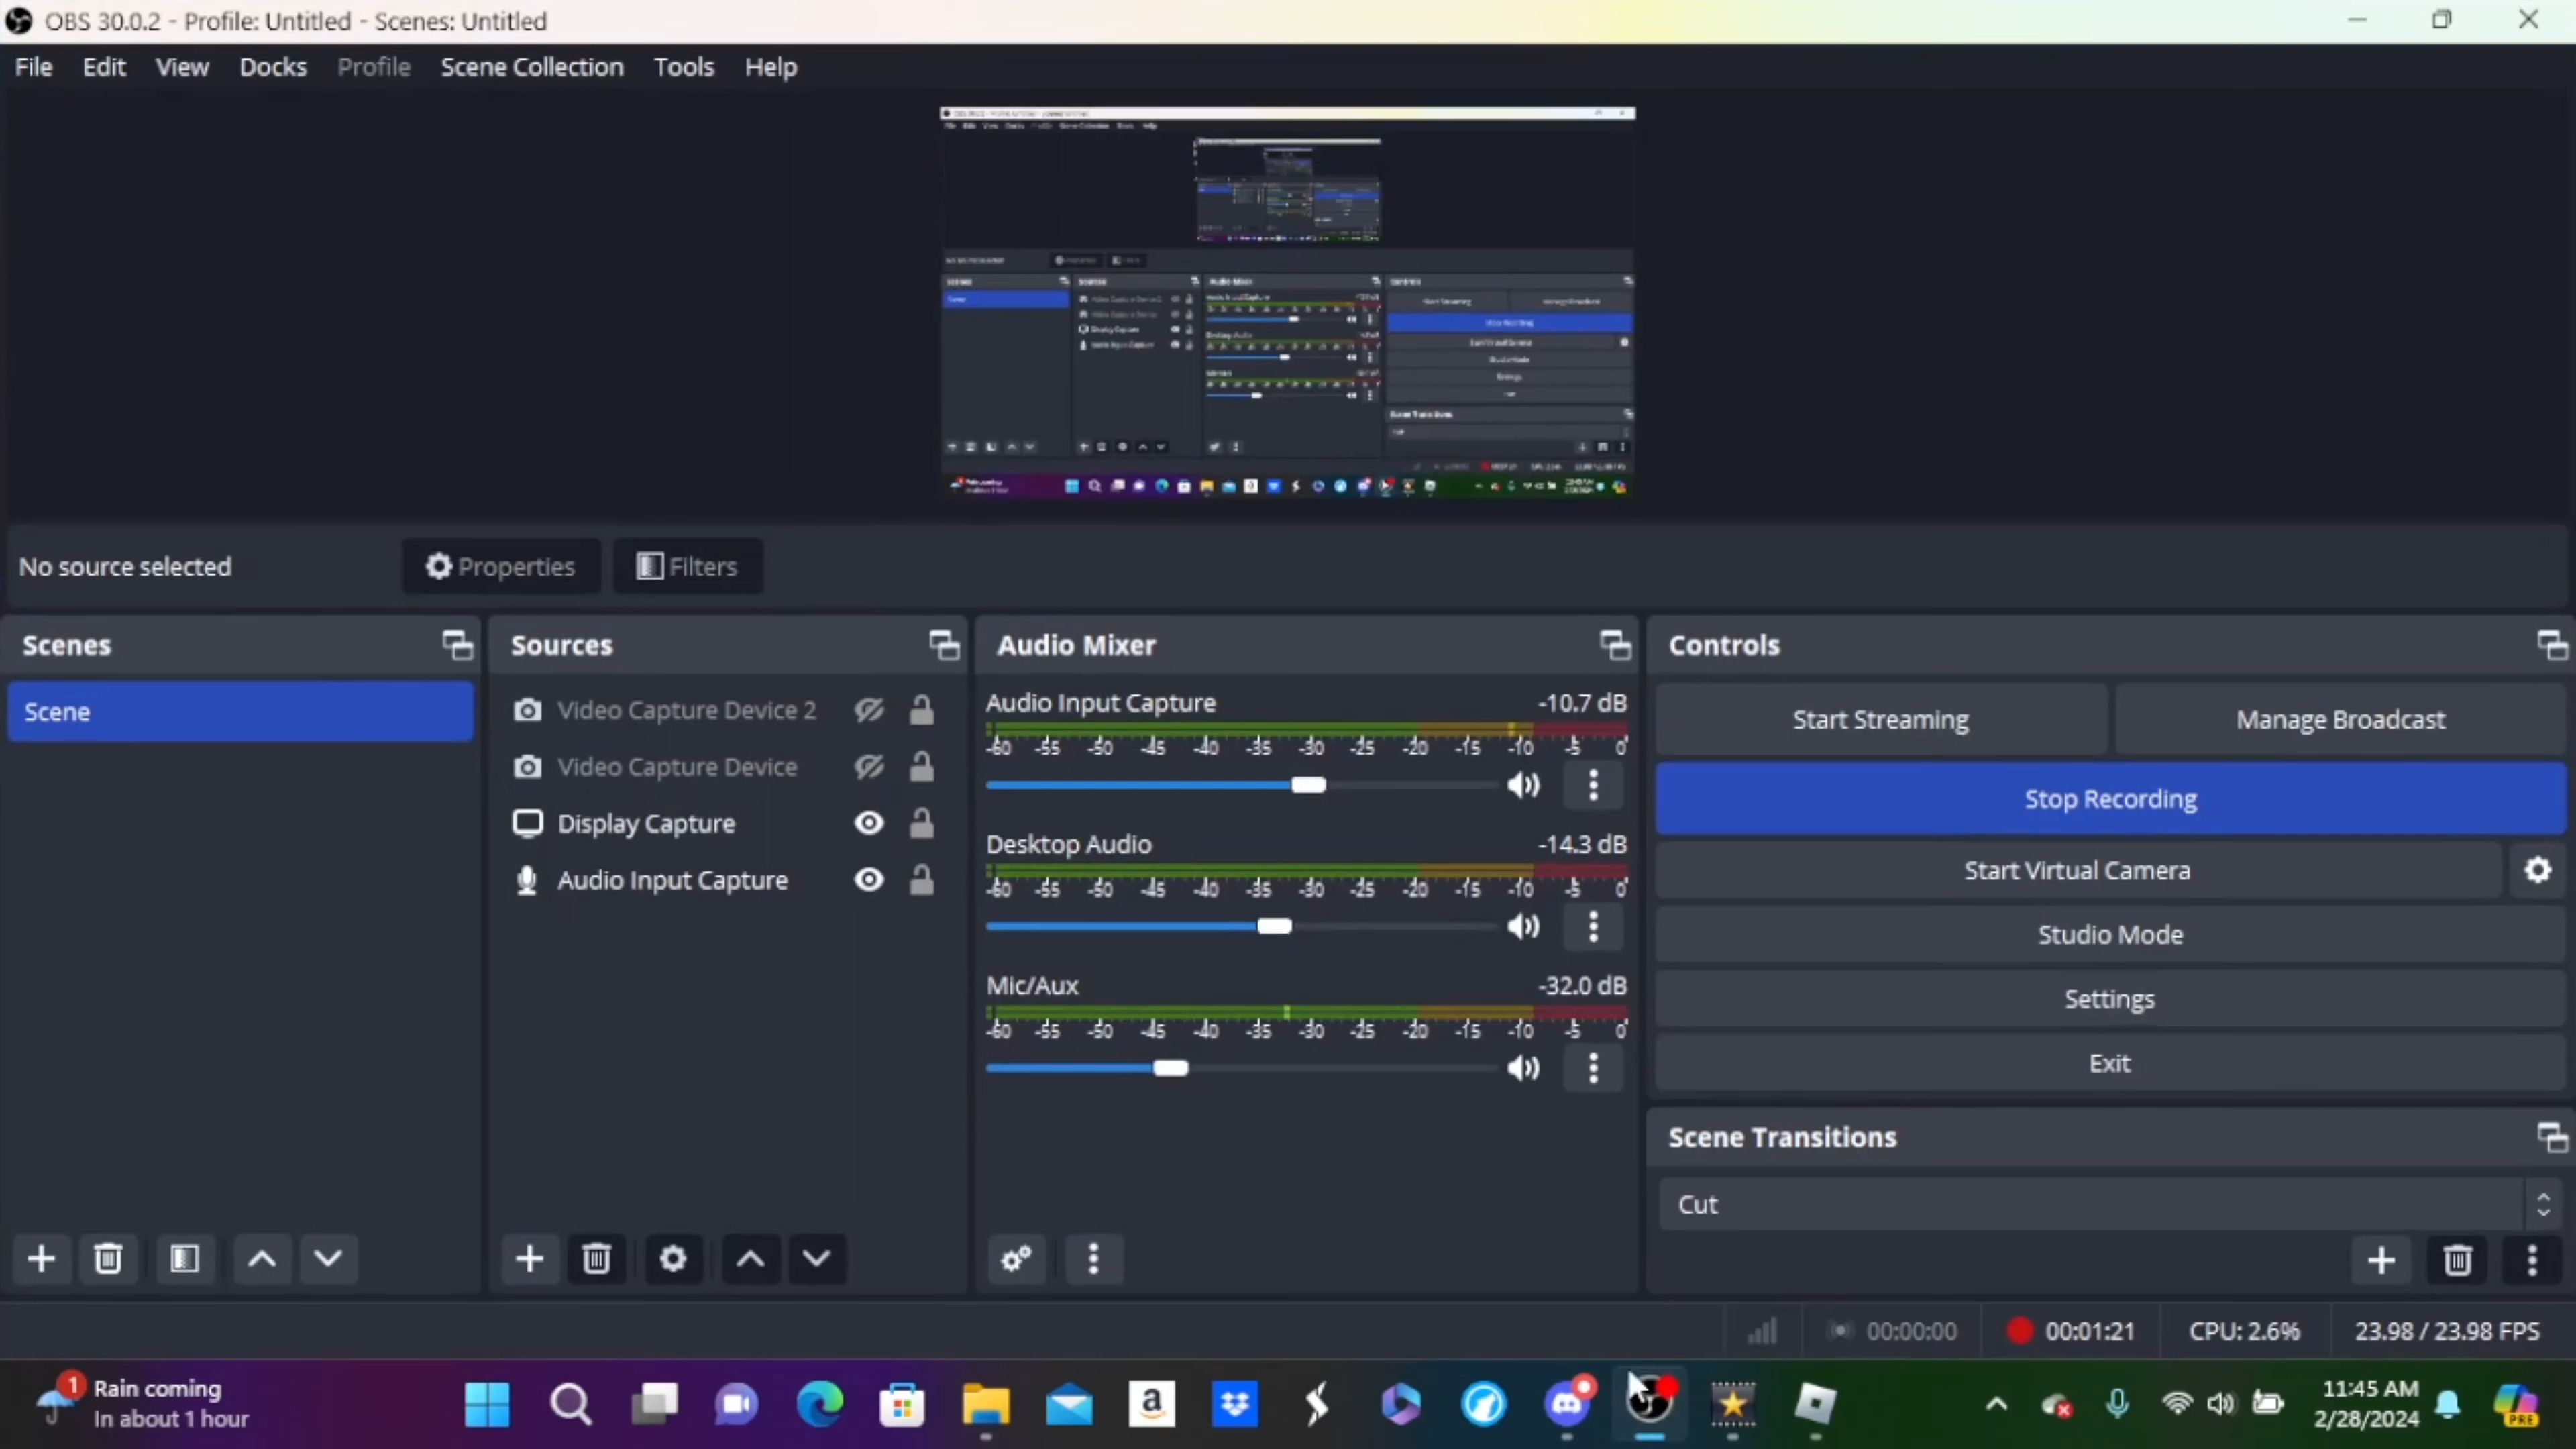 OBS 30.0.2 - Profile: Untitled - Scenes: Untitled
File Edit View Docks Profile Scene Collection Tools Help
No source selected Properties Filters
Scenes
Scene
Sources
Video Capture Device 2
Video Capture Device
Display Capture
Audio Input Capture
Audio Mixer
Audio Input Capture -10.7 dB
-60 -55 -50 -45 -40 -35 -30 -25 -20 -15 -10 -5 0
Desktop Audio -14.3 dB
-60 -55 -50 -45 -40 -35 -30 -25 -20 -15 -10 -5 0
Mic/Aux -32.0 dB
-60 -55 -50 -45 -40 -35 -30 -25 -20 -15 -10 -5 0
Controls
Start Streaming Manage Broadcast
Stop Recording
Start Virtual Camera
Studio Mode
Settings
Exit
Scene Transitions
Cut
00:00:00 00:01:21 CPU: 2.6% 23.98 / 23.98 FPS
1
Rain coming
In about 1 hour
a
11:45 AM
2/28/2024
PRE